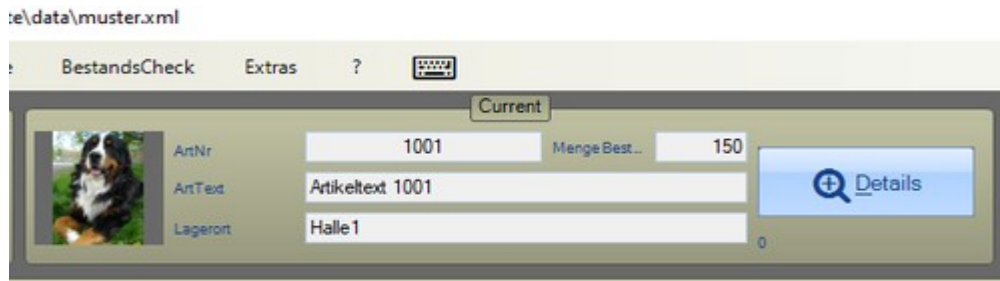 e\data\muster.xml
BestandsCheck Extras ?
Current
ArtNr 1001 Menge Best... 150
ArtText Artikeltext 1001
Details
Lagerort Halle1
0